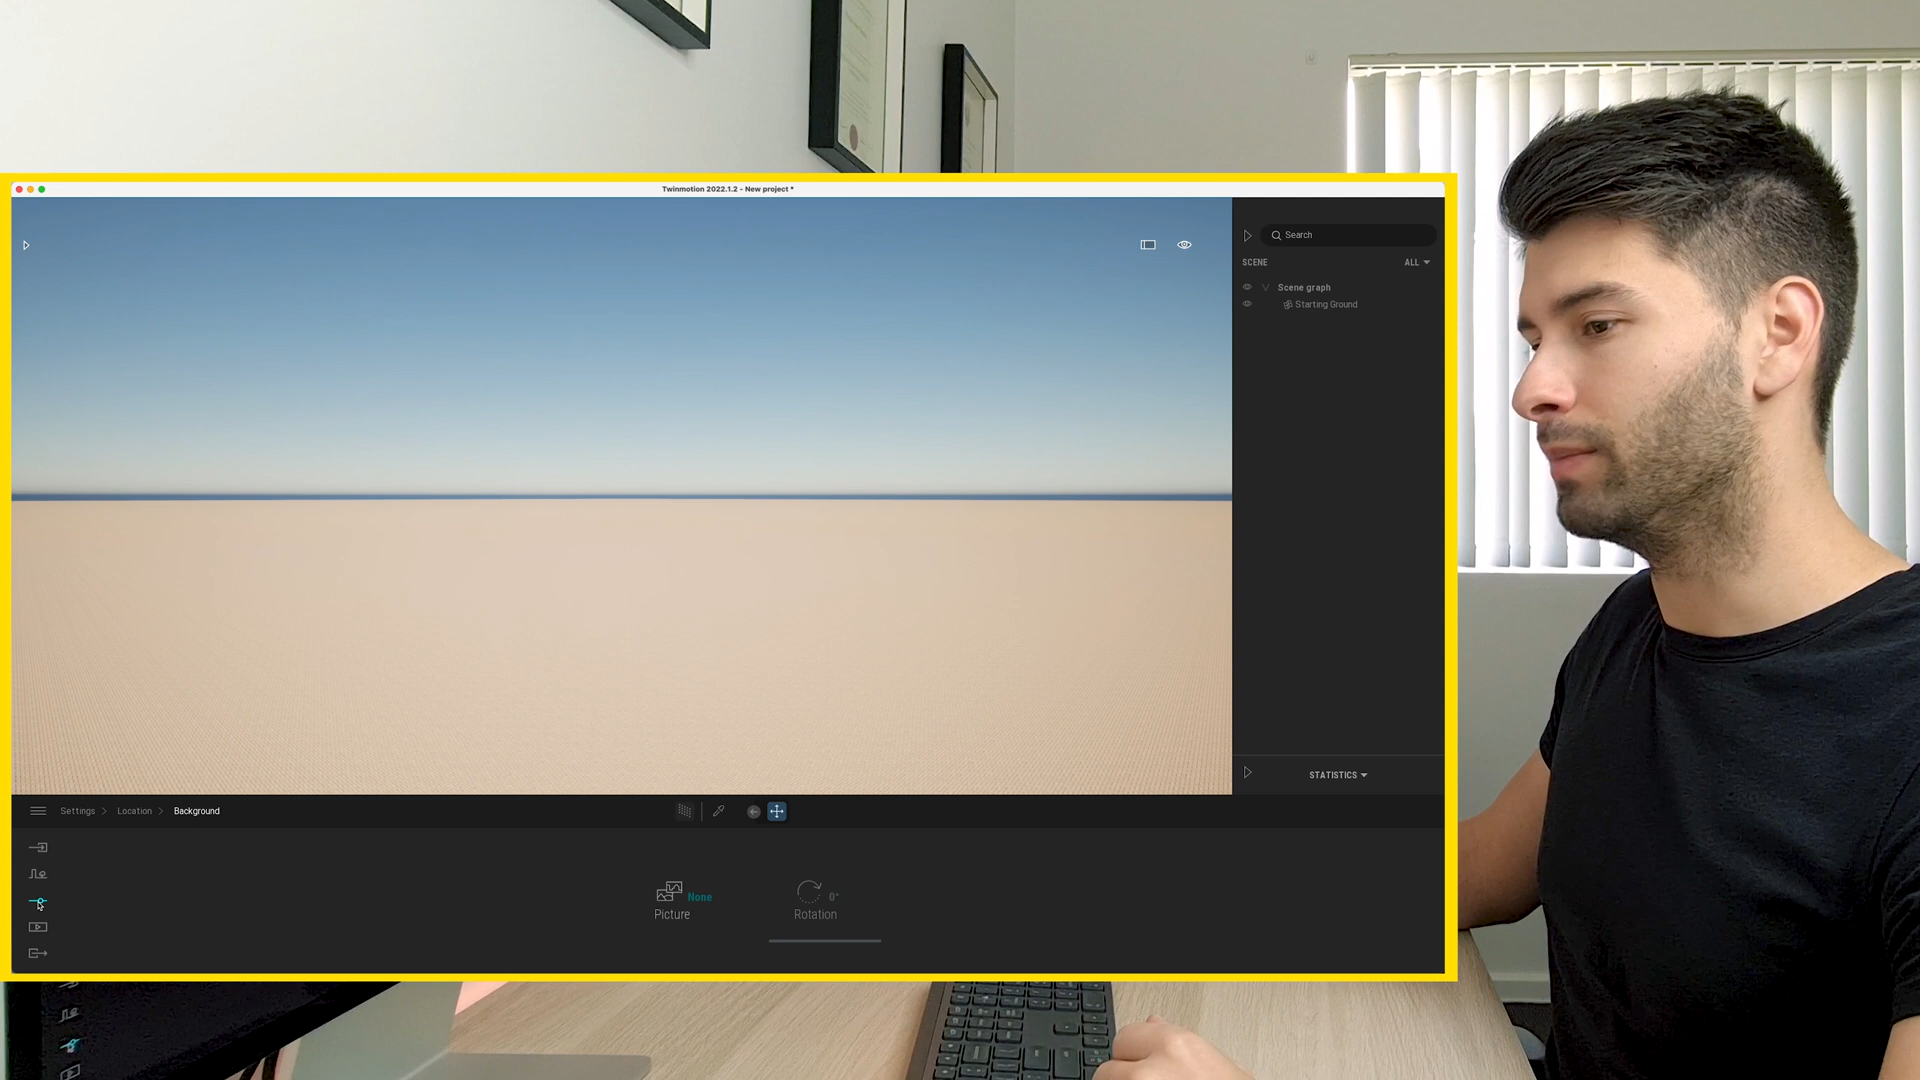 Twinmotion 2022.1.2 - New project *
Search
SCENE
ALL
Scene graph
Starting Ground
STATISTICS
Settings
Location
Background
None
Picture
0°
Rotation